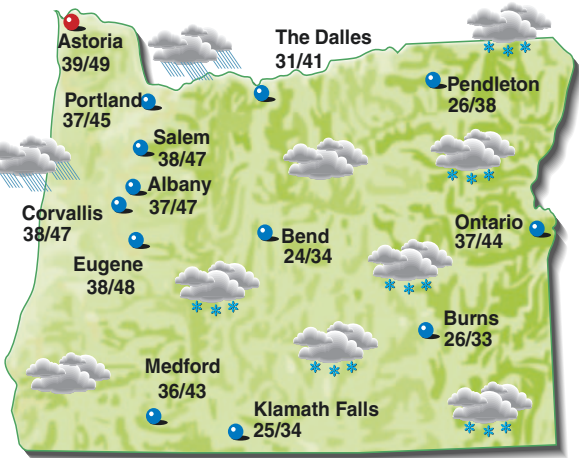 Astoria
39/49
The Dalles
31/41
Pendleton
26/38
Portland
37/45
Salem
38/47
Albany
37/47
Corvallis
38/47
Eugene
38/48
Bend
24/34
Ontario
37/44
Burns
26/33
Medford
36/43
Klamath Falls
25/34